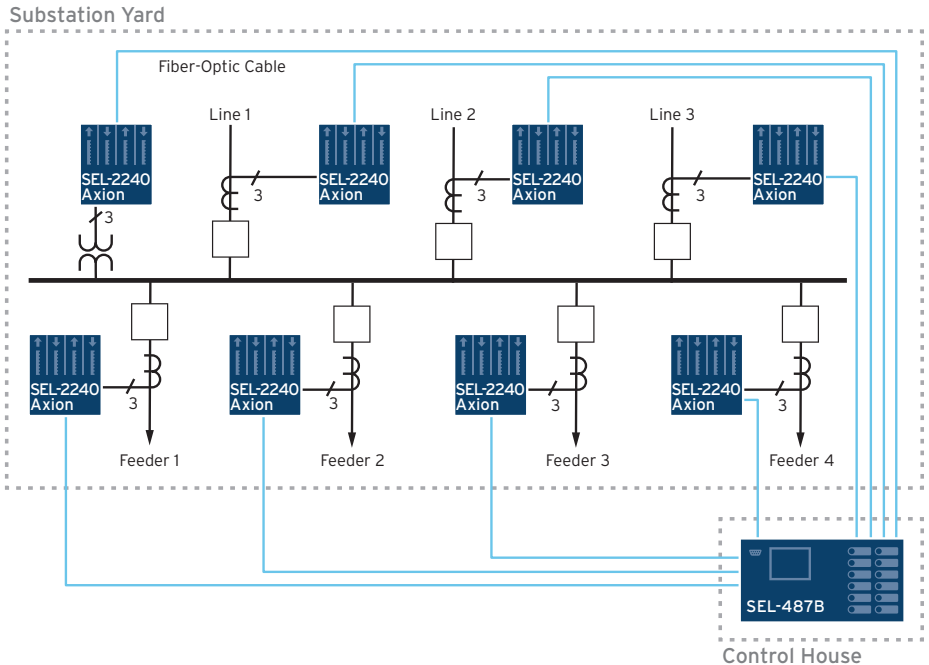 Substation Yard
Fiber-Optic Cable
Line 1
Line 2
Line 3
SEL-2240
Axion
SEL-2240
Axion
SEL-2240
Axion
SEL-2240
Axion
3
3
3
3
SEL-2240
Axion
SEL-2240
Axion
SEL-2240
Axion
SEL-2240
Axion
3
3
3
3
Feeder 1
Feeder 2
Feeder 3
Feeder 4
SEL-487B
Control House